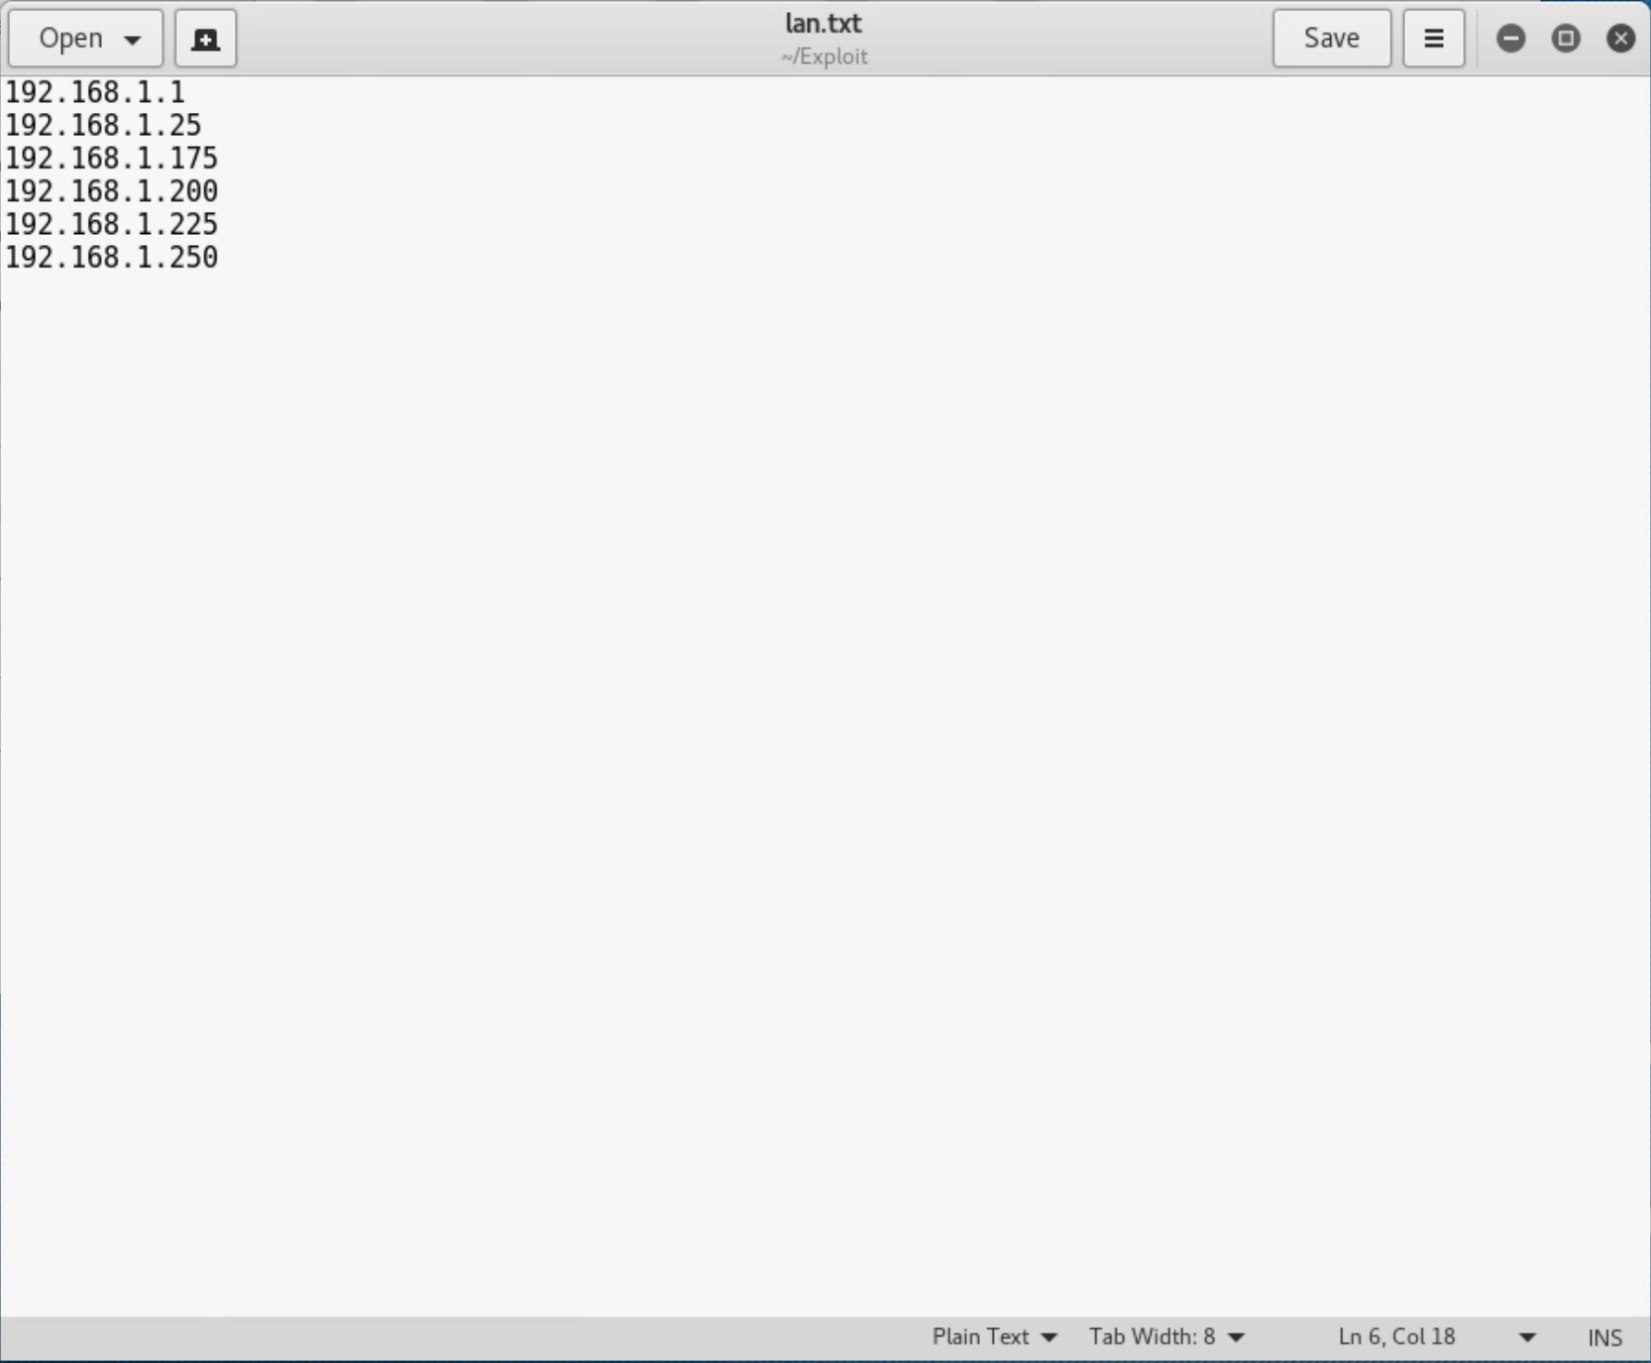 Open
lan.txt
~/Exploit
Save
192.168.1.1
192.168.1.25
192.168.1.175
192.168.1.200
192.168.1.225
192.168.1.250
Plain Text
Tab Width: 8
Ln 6, Col 18
INS